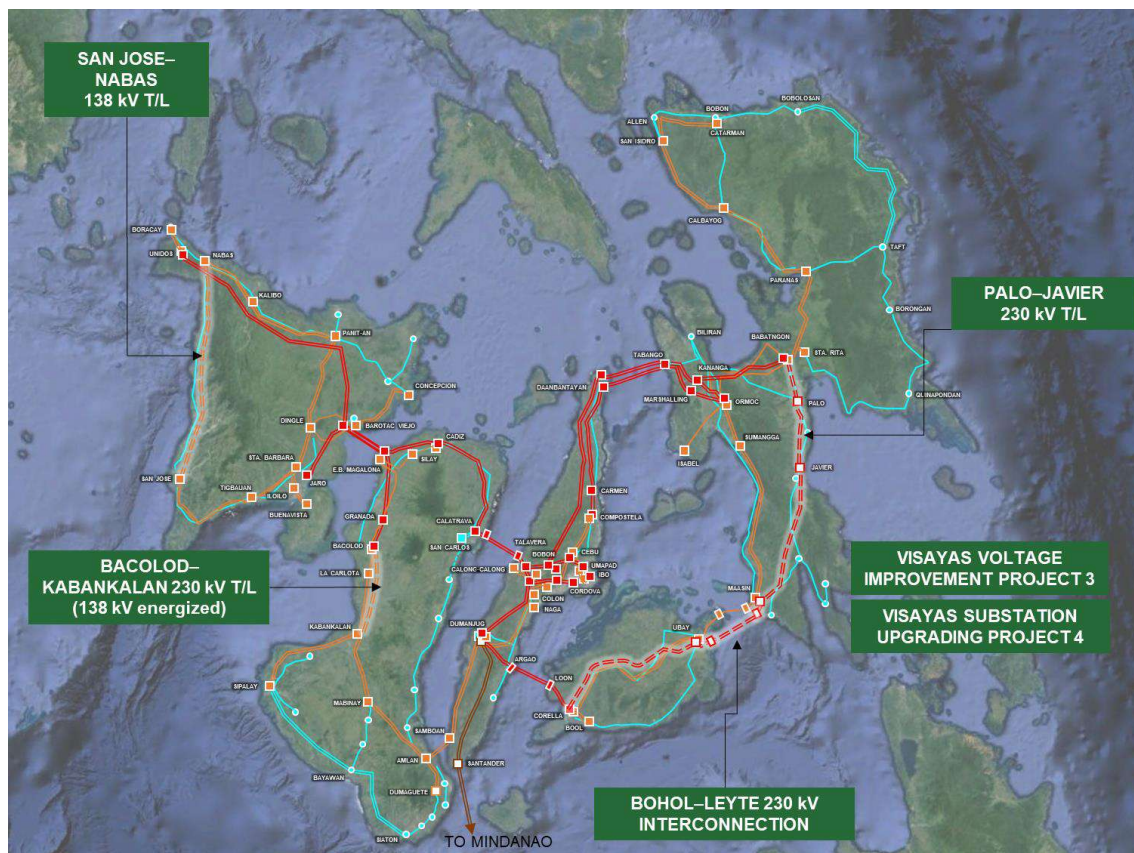 SAN JOSE–
NABAS
138 kV T/L
BOBOLOSAN
BOBON
ALLEN
CATARMAN
SAN ISIDRO
CALBAYOG
BORACAY
UNIDOS
NABAS
TAFT
PARANAS
KALIBO
PALO–JAVIER
230 kV T/L
BORONGAN
PANIT-AN
BILIRAN
BABATNGON
STA. RITA
TABANGO
KANANGA
DAANBANTAYAN
CONCEPCION
MARSHALLING
ORMOC
PALO
QUINAPONDAN
DINGLE
BAROTAC VIEJO
CADIZ
SUMANGGA
ISABEL
STA. BARBARA
E.B. MAGALONA
SILAY
JAVIER
SAN JOSE
TIGBAUAN
ILOILO
JARO
BUENAVISTA
CARMEN
GRANADA
CALATRAVA
COMPOSTELA
BACOLOD
SAN CARLOS
TALAVERA
BOBON
CEBU
BACOLOD–
KABANKALAN 230 kV T/L
(138 kV energized)
LA CARLOTA
CALONG-CALONG
UMAPAD
IBO
CORDOVA
COLON
NAGA
VISAYAS VOLTAGE
IMPROVEMENT PROJECT 3
MAASIN
KABANKALAN
DUMANJUG
UBAY
VISAYAS SUBSTATION
UPGRADING PROJECT 4
ARGAO
LOON
SIPALAY
MABINAY
CORELLA
BOOL
SAMBOAN
AMLAN
SANTANDER
BAYAWAN
DUMAGUETE
SIATON
TO MINDANAO
BOHOL–LEYTE 230 kV
INTERCONNECTION